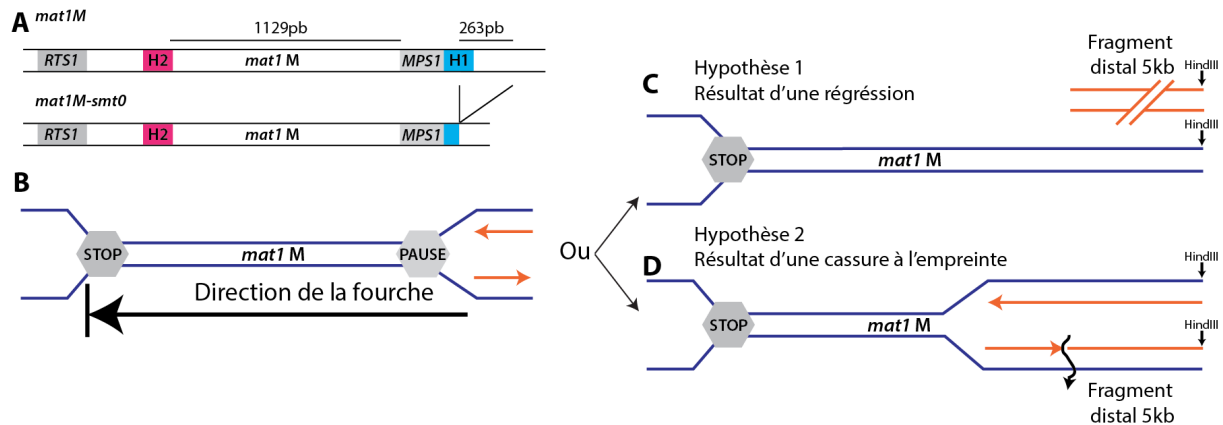 A
mat1M
1129pb
263pb
RTS1 H2 mat1 M MPS1 H1
mat1M-smt0
RTS1 H2 mat1 M MPS1
B
STOP mat1 M PAUSE
Direction de la fourche
Ou
C
Hypothèse 1
Résultat d'une régréssion
Fragment
distal 5kb
HindIII
HindIII
STOP
mat1 M
Hypothèse 2
D
Résultat d'une cassure à l'empreinte
HindIII
STOP
mat1 M
HindIII
Fragment
distal 5kb